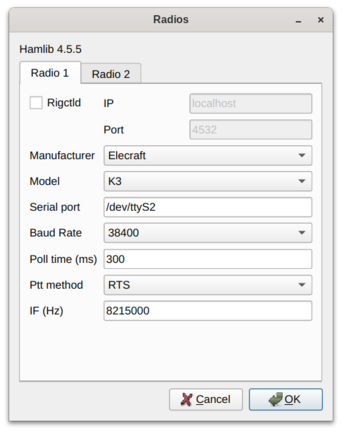 Radios
Hamlib 4.5.5
Radio 1 Radio 2
Rigctld IP localhost
Port 4532
Manufacturer Elecraft
Model K3
Serial port /dev/ttyS2
Baud Rate 38400
Poll time (ms) 300
Ptt method RTS
IF (Hz) 8215000
Cancel OK